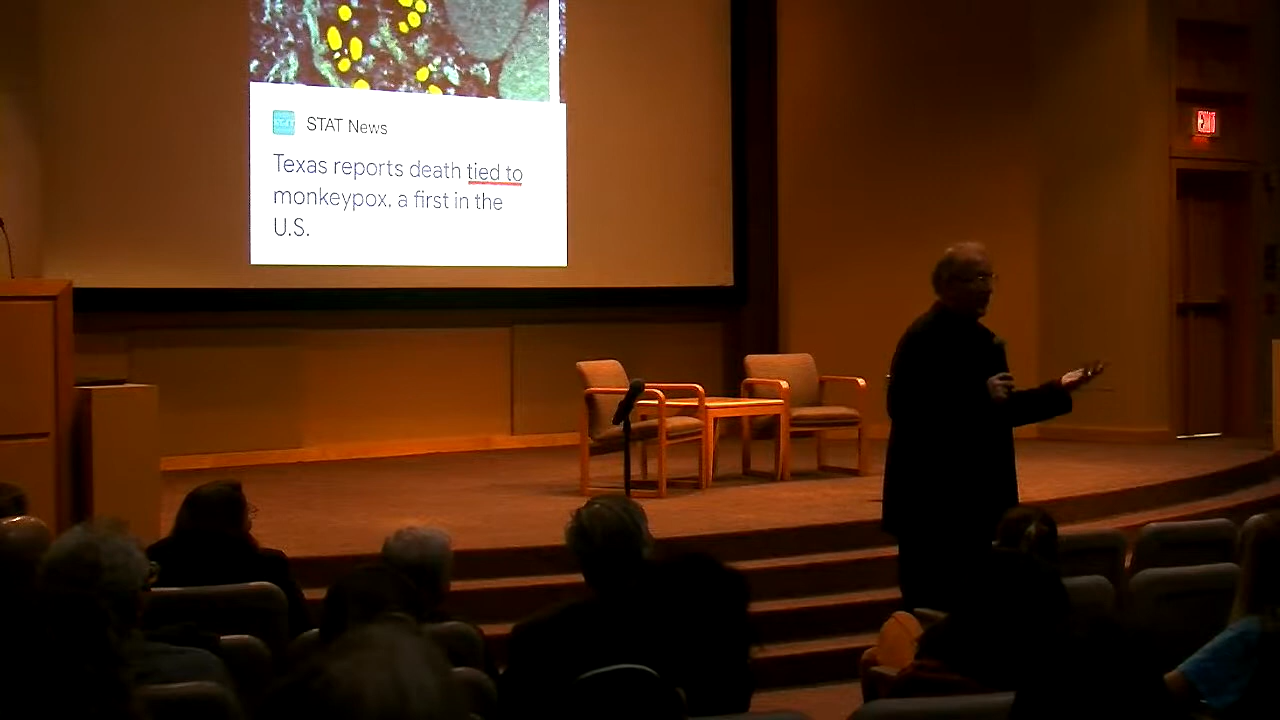 STAT News
Texas reports death tied to
monkeypox, a first in the
U.S.
EXIT